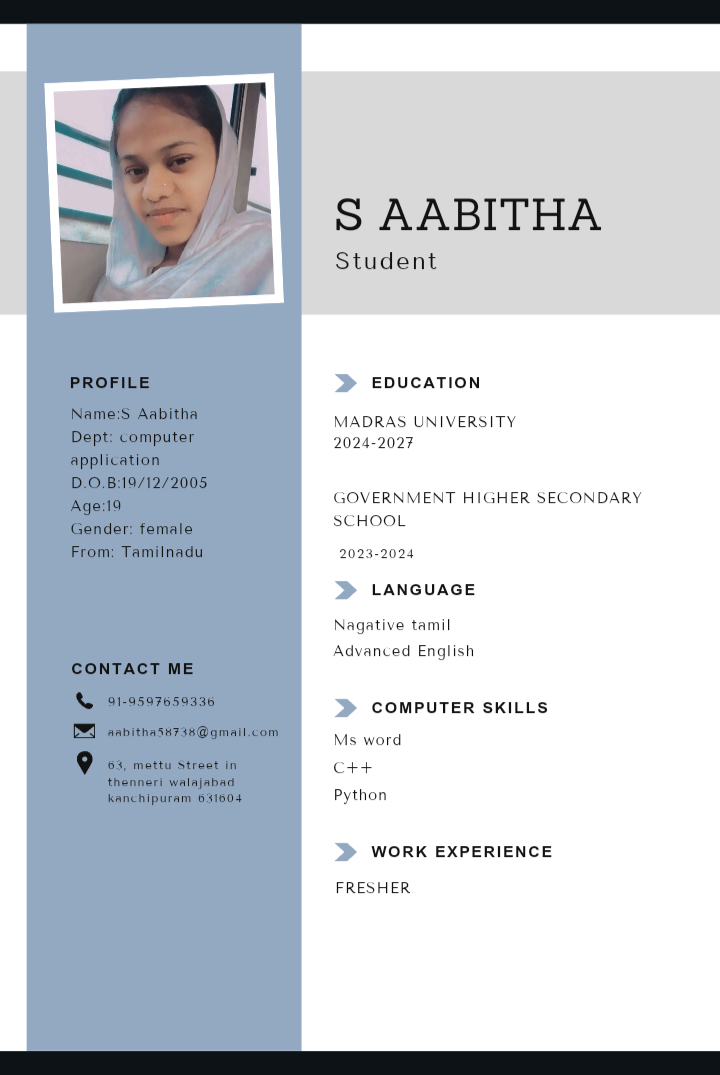 S AABITHA
Student
PROFILE
Name:S Aabitha
Dept: computer
application
D.O.B:19/12/2005
Age:19
Gender: female
From: Tamilnadu
CONTACT ME
91-9597659336
aabitha58738@gmail.com
63, mettu Street in
thenneri walajabad
kanchipuram 631604
EDUCATION
MADRAS UNIVERSITY
2024-2027
GOVERNMENT HIGHER SECONDARY
SCHOOL
2023-2024
LANGUAGE
Nagative tamil
Advanced English
COMPUTER SKILLS
Ms word
C++
Python
WORK EXPERIENCE
FRESHER